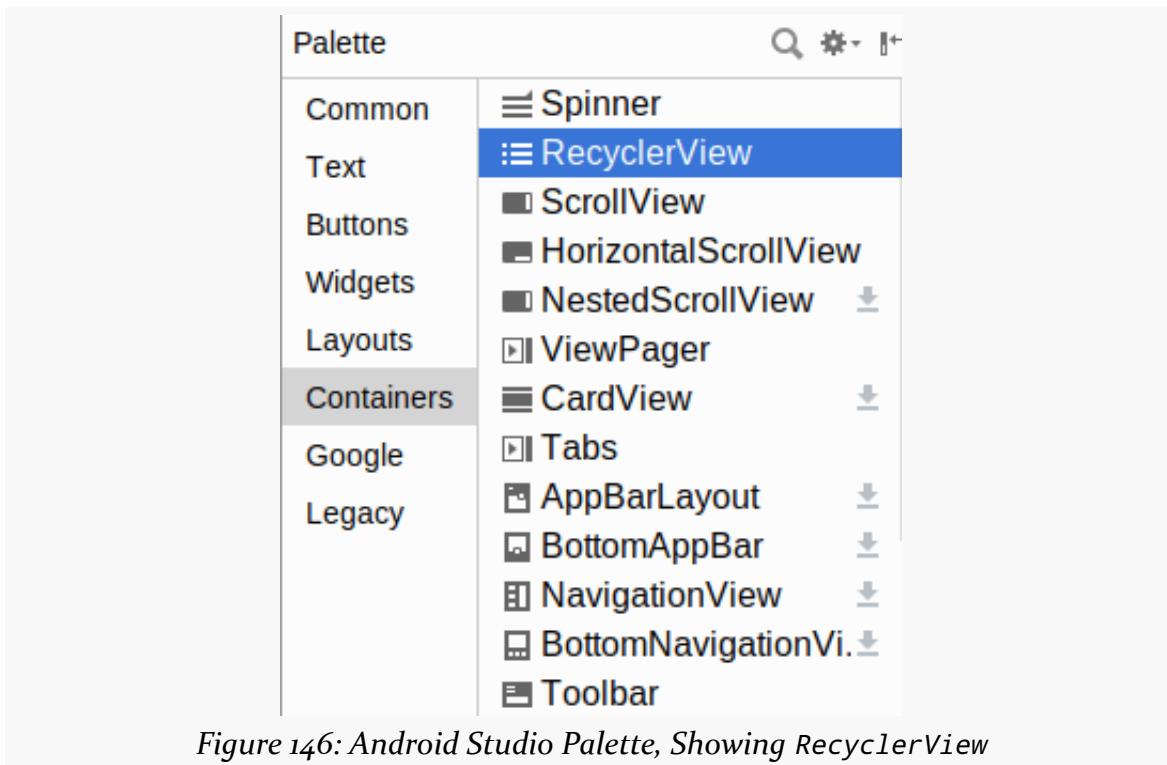 Palette
Common
Text
Buttons
Widgets
Layouts
Containers
Google
Legacy
Spinner
RecyclerView
ScrollView
HorizontalScrollView
NestedScrollView
ViewPager
CardView
Tabs
AppBarLayout
BottomAppBar
NavigationView
BottomNavigationVi.
Toolbar
Figure 146: Android Studio Palette, Showing RecyclerView